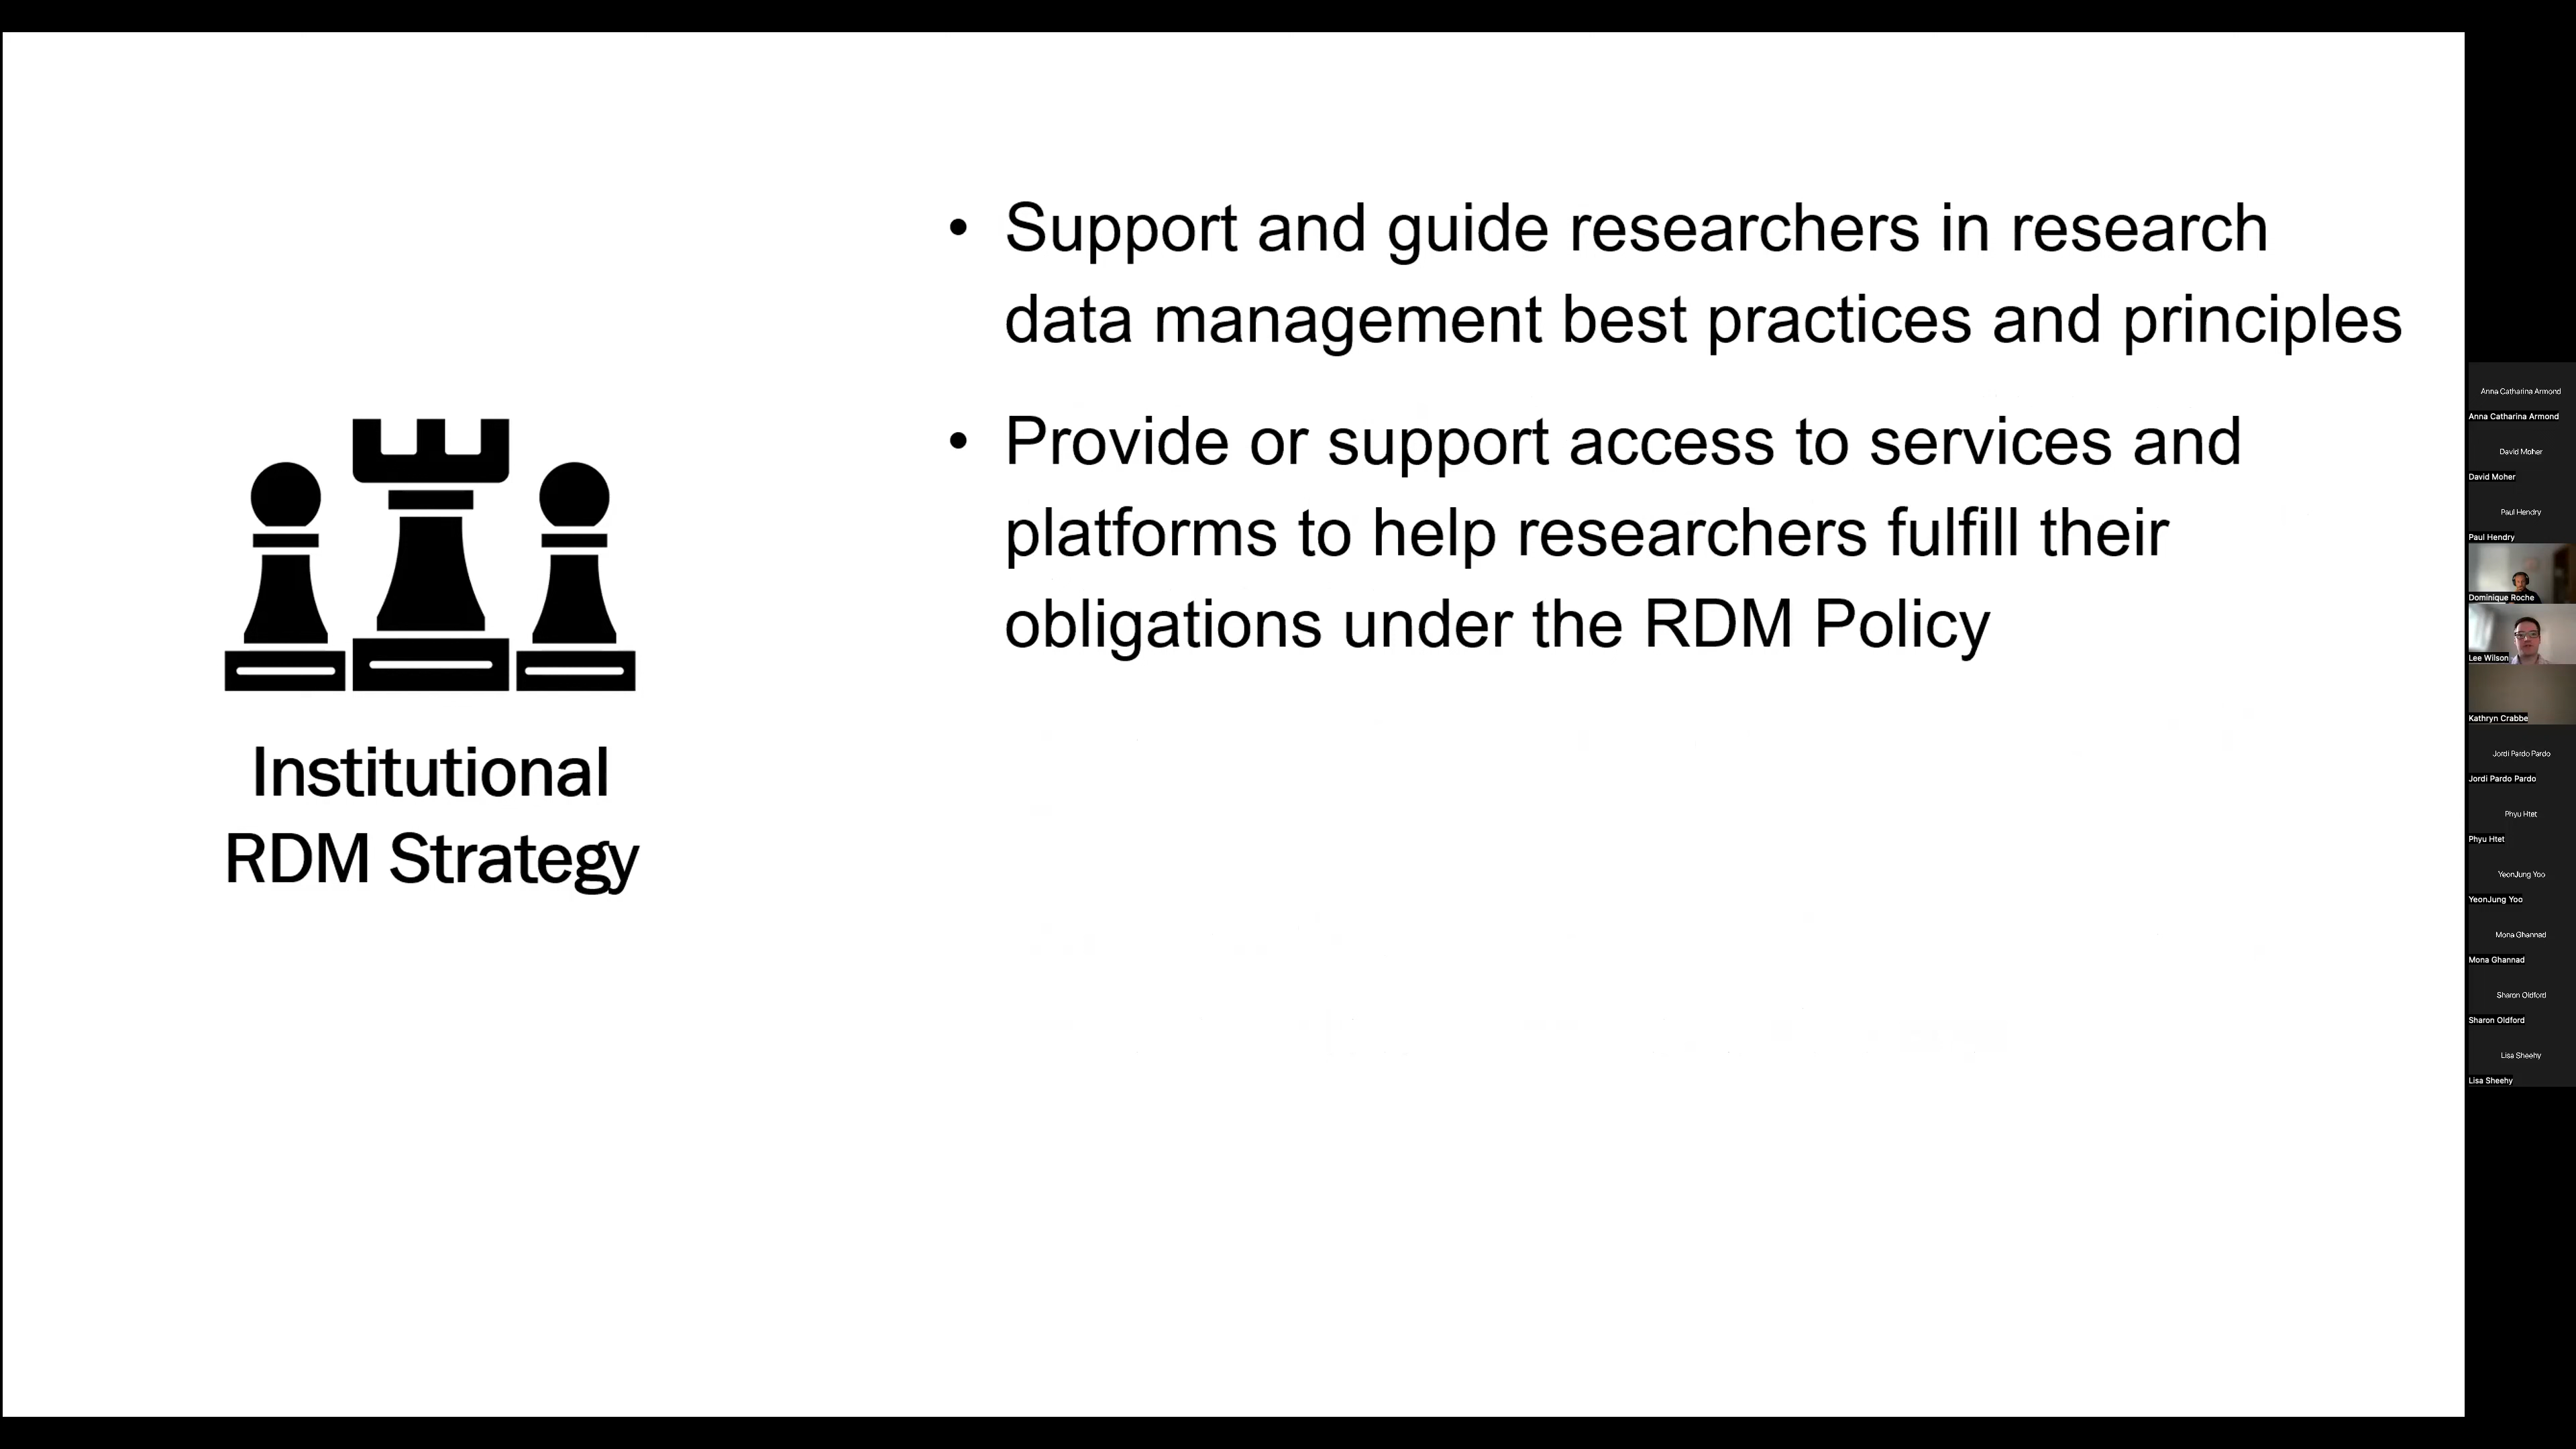 • Support and guide researchers in research
data management best practices and principles
• Provide or support access to services and
platforms to help researchers fulfill their
obligations under the RDM Policy
Institutional
RDM Strategy
Anna Catharina Armond
Anna Catharina Armond
David Moher
David Moher
Paul Hendry
Paul Hendry
Dominique Roche
Lee Wilson
Kathryn Crabbe
Jordi Pardo Pardo
Jordi Pardo Pardo
Phyu Htet
Phyu Htet
YeonJung Yoo
YeonJung Yoo
Mona Ghannad
Mona Ghannad
Sharon Oldford
Sharon Oldford
Lisa Sheehy
Lisa Sheehy